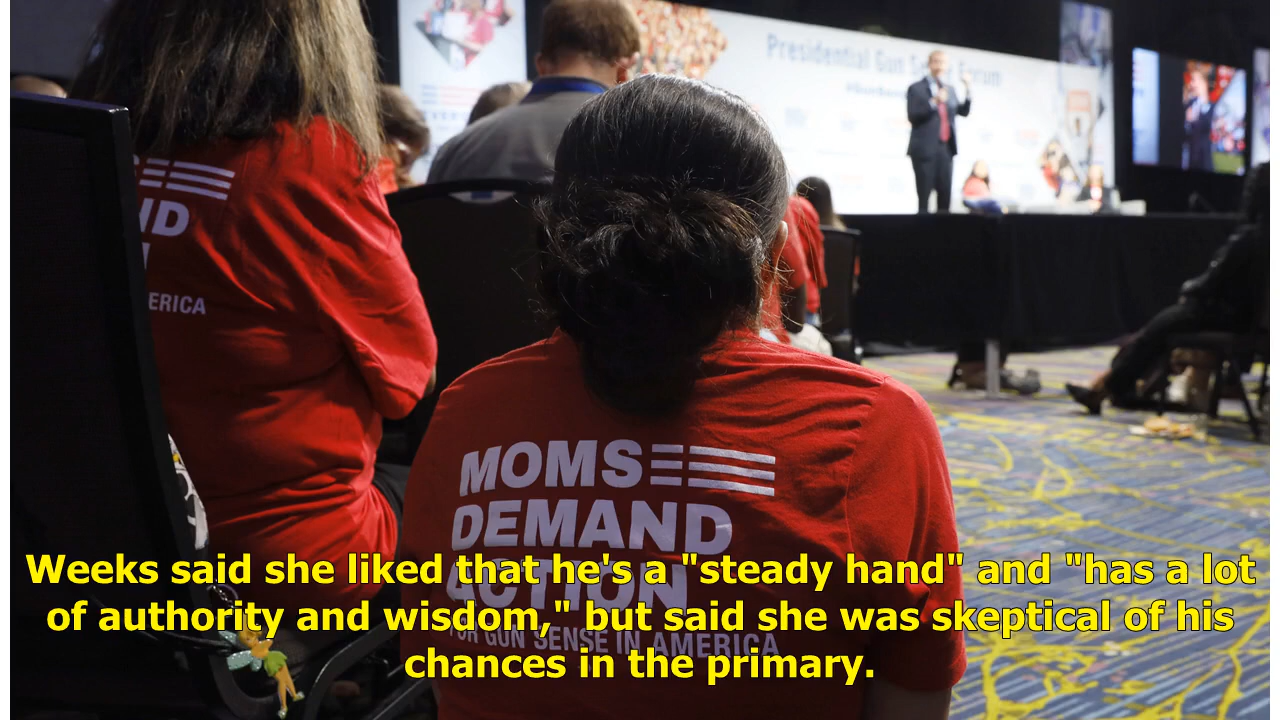 Presidential Gun Sense Forum
ND
ERICA
MOMS
DEMAND
ACTION
FOR GUN SENSE IN AMERICA
Weeks said she liked that he's a "steady hand" and "has a lot
of authority and wisdom," but said she was skeptical of his
chances in the primary.